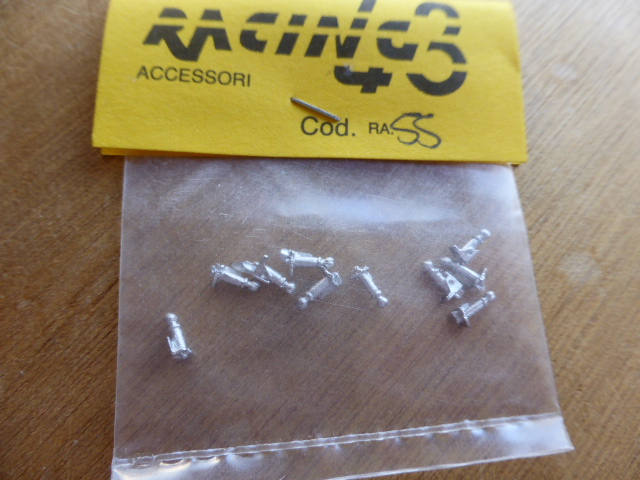 RACING 43
ACCESSORI
Cod. RA.55